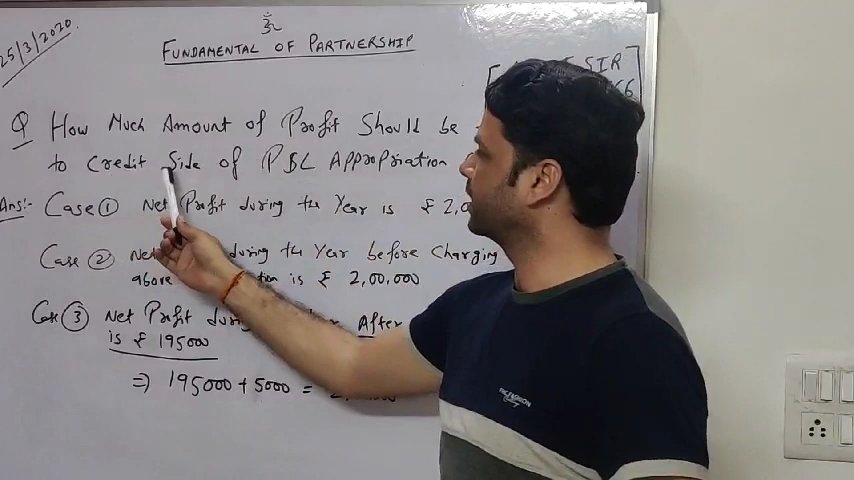 25/3/2020
ॐ
FUNDAMENTAL OF PARTNERSHIP
SIR
Q How Much Amount of Profit Should be
to Credit Side of P&L Appropriation
Ans:- Case ① Net Profit during the Year is ₹ 2,0
Case ② Net during the Year before Charging
above is ₹ 2,00,000
Case ③ Net Profit After
is ₹ 195000
⇒ 195000 + 5000 =